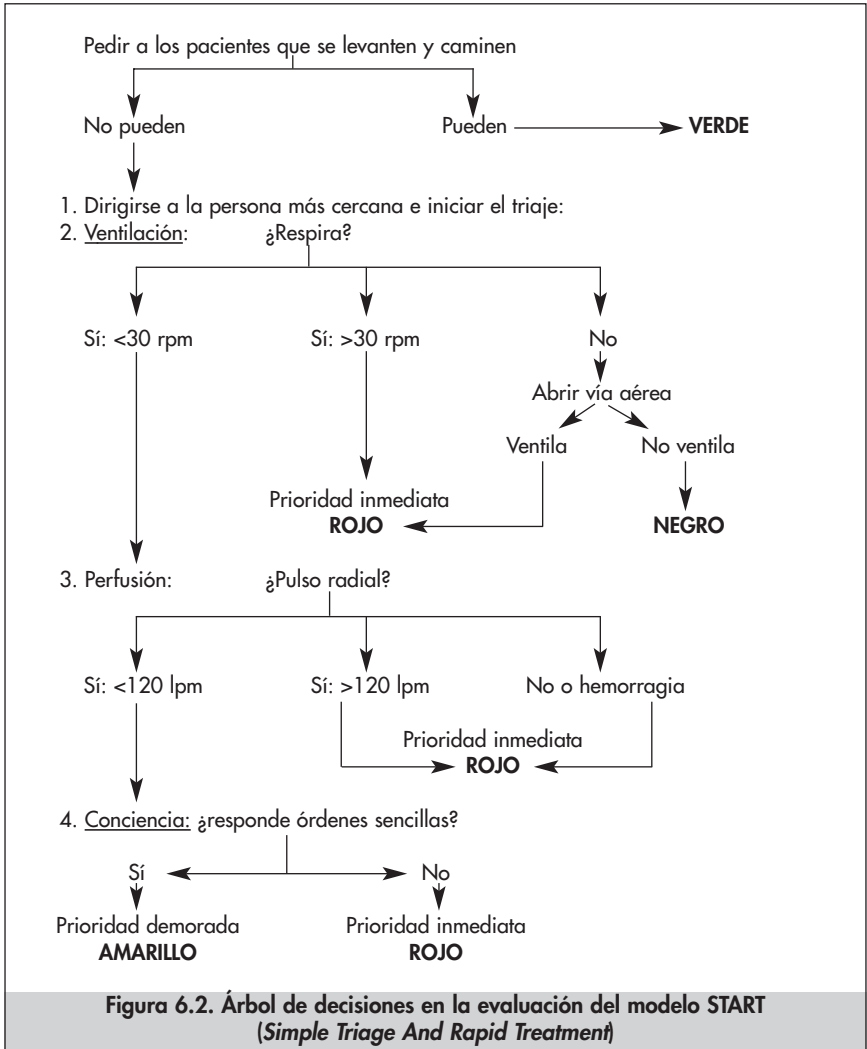 Pedir a los pacientes que se levanten y caminen
No pueden
Pueden
VERDE
1. Dirigirse a la persona más cercana e iniciar el triaje:
2. Ventilación: ¿Respira?
Sí: <30 rpm
Sí: >30 rpm
No
Abrir vía aérea
Ventila
No ventila
Prioridad inmediata
ROJO
NEGRO
3. Perfusión: ¿Pulso radial?
Sí: <120 lpm
Sí: >120 lpm
No o hemorragia
Prioridad inmediata
ROJO
4. Conciencia: ¿responde órdenes sencillas?
Sí
No
Prioridad demorada
AMARILLO
Prioridad inmediata
ROJO
Figura 6.2. Árbol de decisiones en la evaluación del modelo START
(Simple Triage And Rapid Treatment)